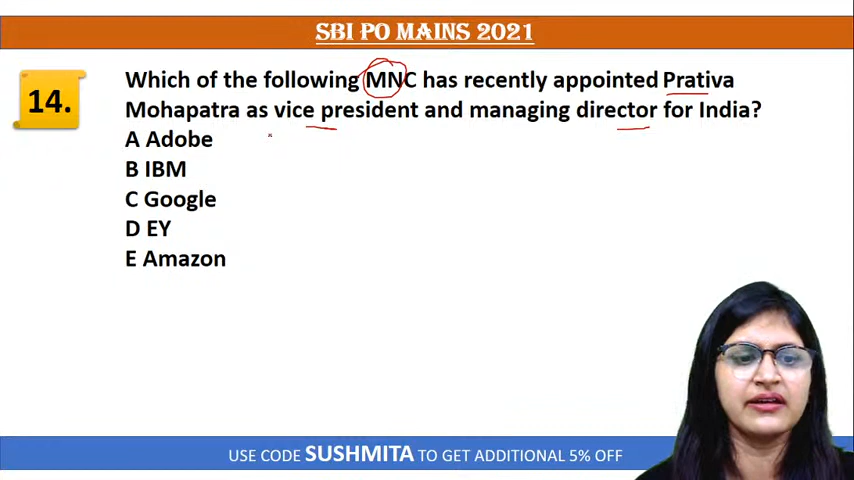 SBI PO MAINS 2021
14.
Which of the following MNC has recently appointed Prativa
Mohapatra as vice president and managing director for India?
A Adobe
B IBM
C Google
D EY
E Amazon
USE CODE SUSHMITA TO GET ADDITIONAL 5% OFF